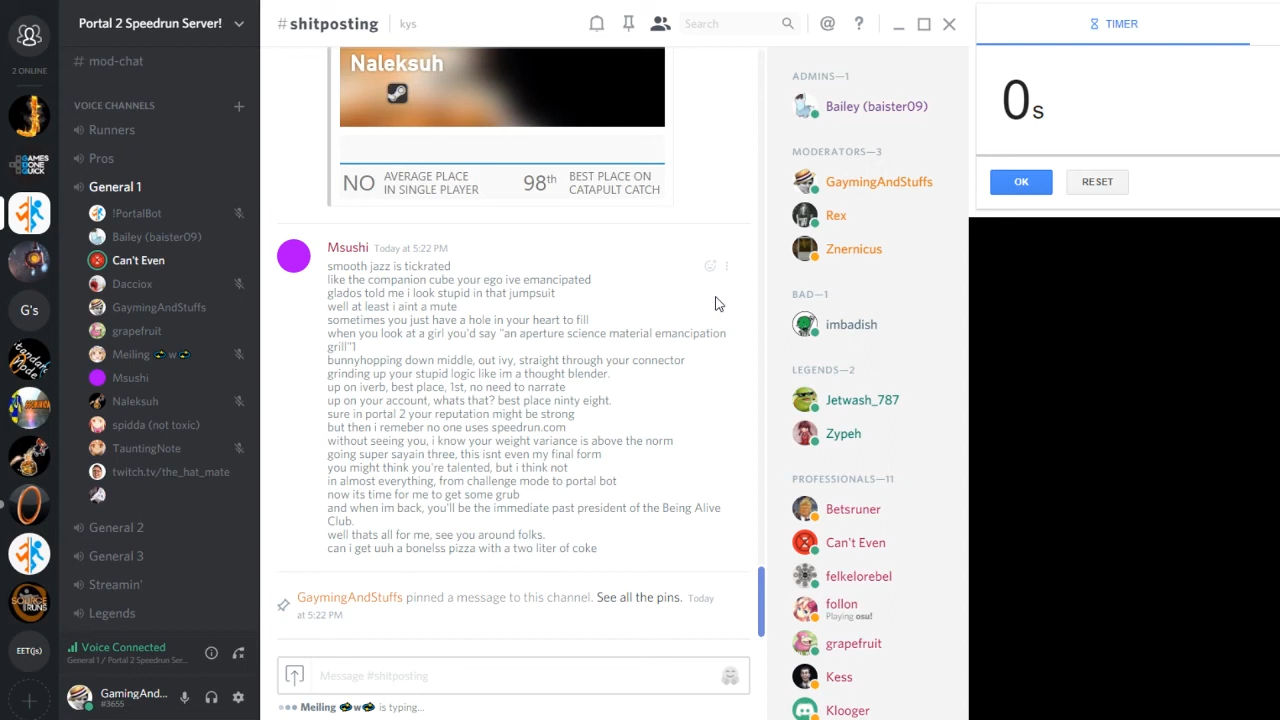 2 ONLINE
GAMES DONE QUICK
G's
EET(js)
Portal 2 Speedrun Server!
# mod-chat
VOICE CHANNELS
Runners
Pros
General 1
!PortalBot
Bailey (baister09)
Can't Even
Dacciox
GaymingAndStuffs
grapefruit
Meiling w
Msushi
Naleksuh
spidda (not toxic)
TauntingNote
twitch.tv/the_hat_mate
General 2
General 3
Streamin'
Legends
Voice Connected
General 1 / Portal 2 Speedrun Ser...
GamingAnd...
#3655
#shitposting
kys
Search
Naleksuh
NO AVERAGE PLACE IN SINGLE PLAYER
98th BEST PLACE ON CATAPULT CATCH
Msushi Today at 5:22 PM
smooth jazz is tickrated
like the companion cube your ego ive emancipated
glados told me i look stupid in that jumpsuit
well at least i aint a mute
sometimes you just have a hole in your heart to fill
when you look at a girl you'd say "an aperture science material emancipation
grill"1
bunnyhopping down middle, out ivy, straight through your connector
grinding up your stupid logic like im a thought blender.
up on iverb, best place, 1st, no need to narrate
up on your account, whats that? best place ninty eight.
sure in portal 2 your reputation might be strong
but then i remeber no one uses speedrun.com
without seeing you, i know your weight variance is above the norm
going super sayain three, this isnt even my final form
you might think you're talented, but i think not
in almost everything, from challenge mode to portal bot
now its time for me to get some grub
and when im back, you'll be the immediate past president of the Being Alive
Club.
well thats all for me, see you around folks.
can i get uuh a bonelss pizza with a two liter of coke
GaymingAndStuffs pinned a message to this channel. See all the pins. Today
at 5:22 PM
Message #shitposting
Meiling w is typing...
ADMINS—1
Bailey (baister09)
MODERATORS—3
GaymingAndStuffs
Rex
Znernicus
BAD—1
imbadish
LEGENDS—2
Jetwash_787
Zypeh
PROFESSIONALS—11
Betsruner
Can't Even
felkelorebel
follon
Playing osu!
grapefruit
Kess
Klooger
TIMER
0s
OK
RESET